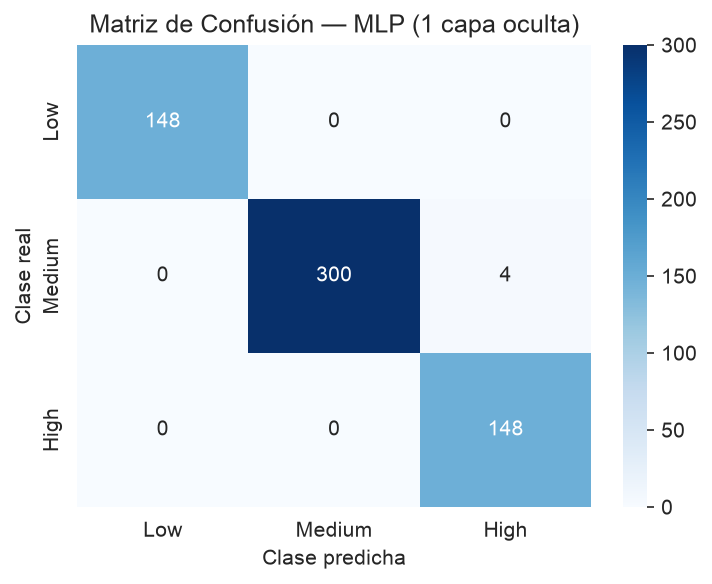 Matriz de Confusión — MLP (1 capa oculta)
Clase real
Low
148
0
0
Medium
0
300
4
High
0
0
148
Low
Medium
High
Clase predicha
300
250
200
150
100
50
0